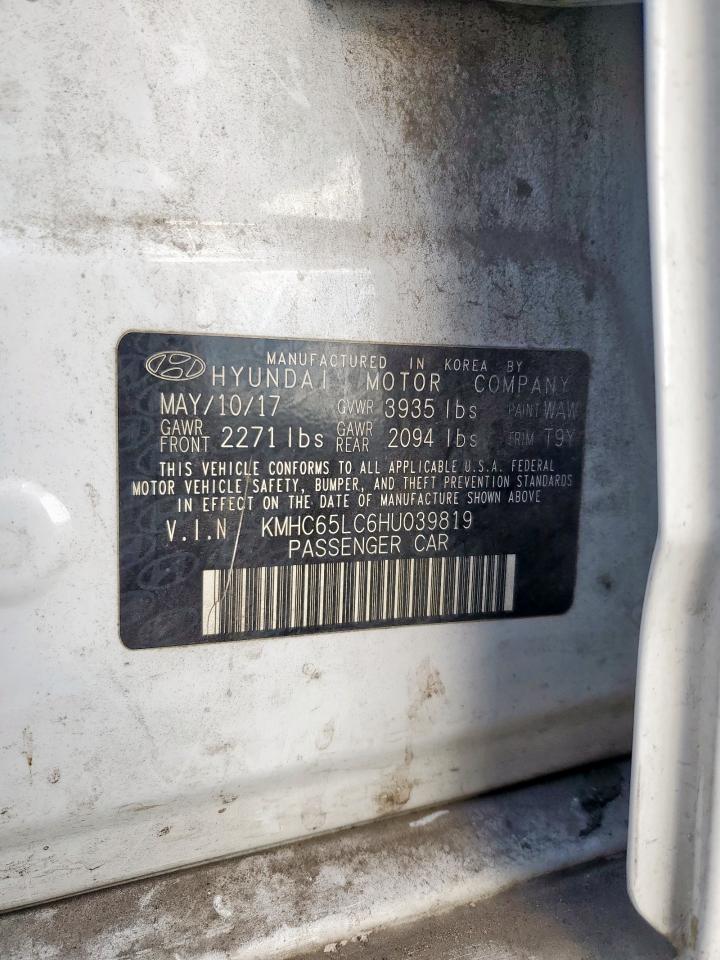 MANUFACTURED IN KOREA BY
HYUNDAI MOTOR COMPANY
MAY/10/17 GVWR 3935 lbs PAINT WAW
GAWR FRONT 2271 lbs GAWR REAR 2094 lbs TRIM T9Y
THIS VEHICLE CONFORMS TO ALL APPLICABLE U.S.A. FEDERAL
MOTOR VEHICLE SAFETY, BUMPER, AND THEFT PREVENTION STANDARDS
IN EFFECT ON THE DATE OF MANUFACTURE SHOWN ABOVE
V.I.N KMHC65LC6HU039819
PASSENGER CAR